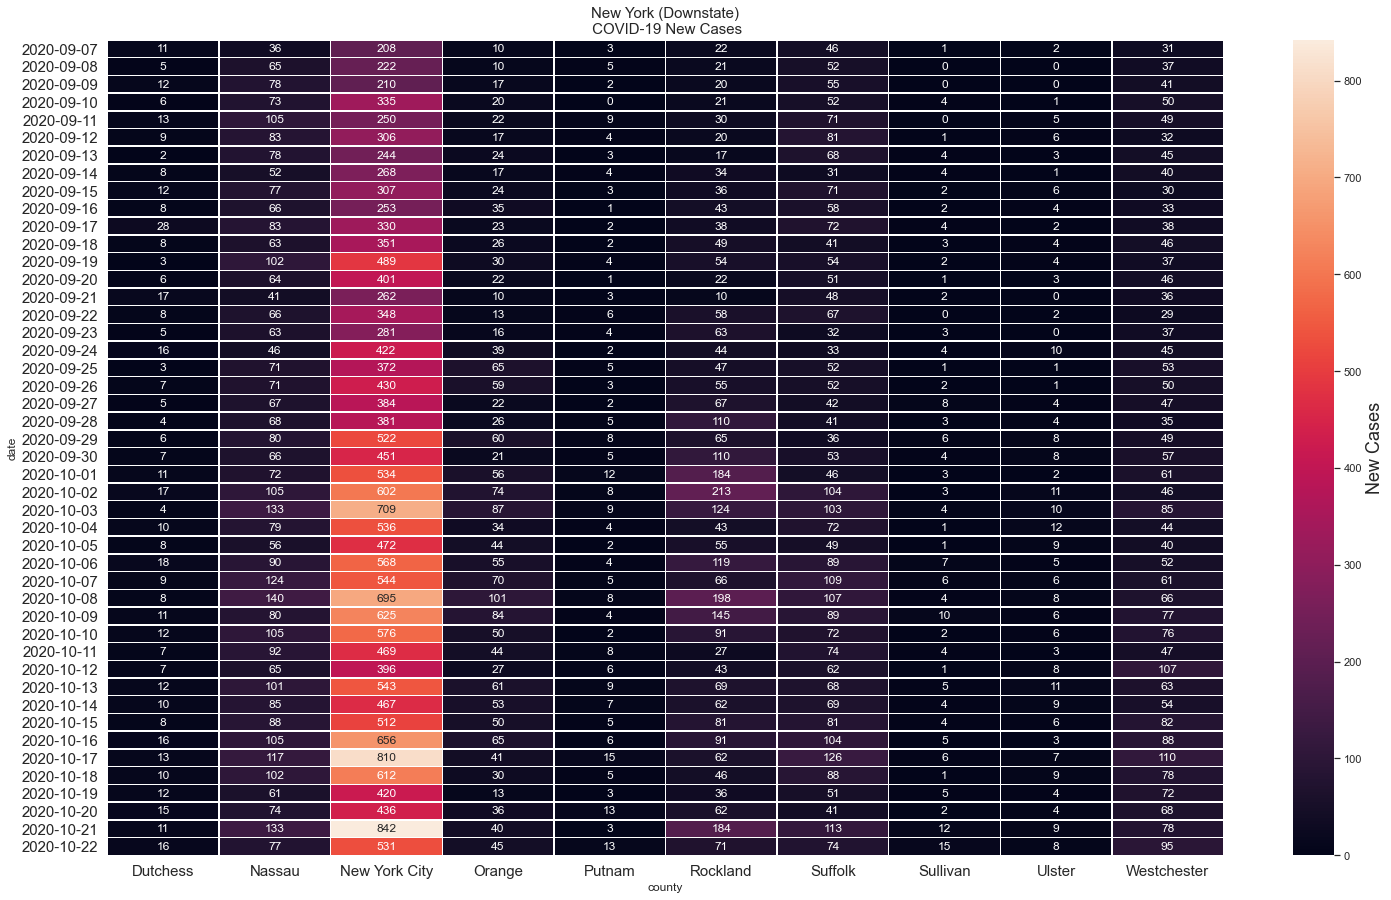 New York (Downstate)
COVID-19 New Cases
2020-09-07 11 36 208 10 3 22 46 1 2 31
2020-09-08 5 65 222 10 5 21 52 0 0 37
2020-09-09 12 78 210 17 2 20 55 0 0 41
2020-09-10 6 73 335 20 0 21 52 4 1 50
2020-09-11 13 105 250 22 9 30 71 0 5 49
2020-09-12 9 83 306 17 4 20 81 1 6 32
2020-09-13 2 78 244 24 3 17 68 4 3 45
2020-09-14 8 52 268 17 4 34 31 4 1 40
2020-09-15 12 77 307 24 3 36 71 2 6 30
2020-09-16 8 66 253 35 1 43 58 2 4 33
2020-09-17 28 83 330 23 2 38 72 4 2 38
2020-09-18 8 63 351 26 2 49 41 3 4 46
2020-09-19 3 102 489 30 4 54 54 2 4 37
2020-09-20 6 64 401 22 1 22 51 1 3 46
2020-09-21 17 41 262 10 3 10 48 2 0 36
2020-09-22 8 66 348 13 6 58 67 0 2 29
2020-09-23 5 63 281 16 4 63 32 3 0 37
2020-09-24 16 46 422 39 2 44 33 4 10 45
2020-09-25 3 71 372 65 5 47 52 1 1 53
2020-09-26 7 71 430 59 3 55 52 2 1 50
2020-09-27 5 67 384 22 2 67 42 8 4 47
2020-09-28 4 68 381 26 5 110 41 3 4 35
2020-09-29 6 80 522 60 8 65 36 6 8 49
2020-09-30 7 66 451 21 5 110 53 4 8 57
2020-10-01 11 72 534 56 12 184 46 3 2 61
2020-10-02 17 105 602 74 8 213 104 3 11 46
2020-10-03 4 133 709 87 9 124 103 4 10 85
2020-10-04 10 79 536 34 4 43 72 1 12 44
2020-10-05 8 56 472 44 2 55 49 1 9 40
2020-10-06 18 90 568 55 4 119 89 7 5 52
2020-10-07 9 124 544 70 5 66 109 6 6 61
2020-10-08 8 140 695 101 8 198 107 4 8 66
2020-10-09 11 80 625 84 4 145 89 10 6 77
2020-10-10 12 105 576 50 2 91 72 2 6 76
2020-10-11 7 92 469 44 8 27 74 4 3 47
2020-10-12 7 65 396 27 6 43 62 1 8 107
2020-10-13 12 101 543 61 9 69 68 5 11 63
2020-10-14 10 85 467 53 7 62 69 4 9 54
2020-10-15 8 88 512 50 5 81 81 4 6 82
2020-10-16 16 105 656 65 6 91 104 5 3 88
2020-10-17 13 117 810 41 15 62 126 6 7 110
2020-10-18 10 102 612 30 5 46 88 1 9 78
2020-10-19 12 61 420 13 3 36 51 5 4 72
2020-10-20 15 74 436 36 13 62 41 2 4 68
2020-10-21 11 133 842 40 3 184 113 12 9 78
2020-10-22 16 77 531 45 13 71 74 15 8 95
Dutchess Nassau New York City Orange Putnam Rockland Suffolk Sullivan Ulster Westchester
county
date
800
700
600
500
400
300
200
100
0
New Cases